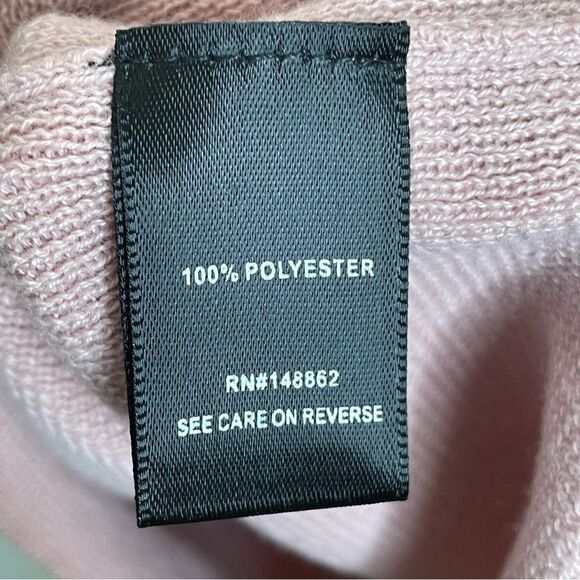 100% POLYESTER
RN#148862
SEE CARE ON REVERSE